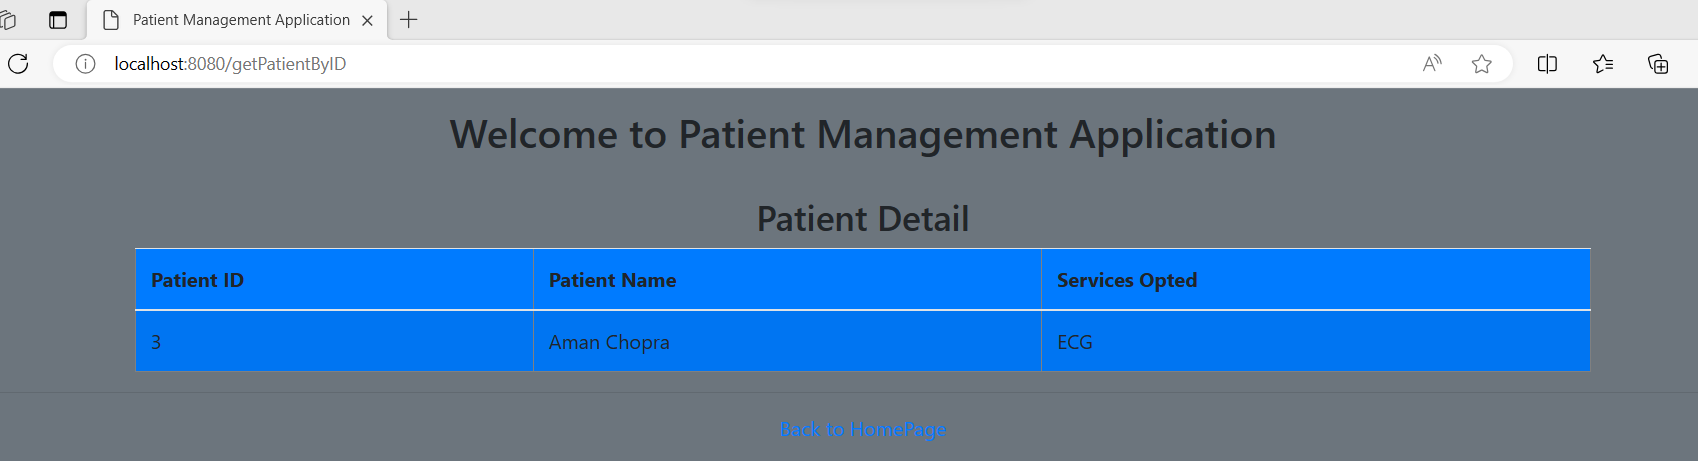 Patient Management Application
localhost:8080/getPatientByID
Welcome to Patient Management Application
Patient Detail
Patient ID Patient Name Services Opted
3 Aman Chopra ECG
Back to HomePage